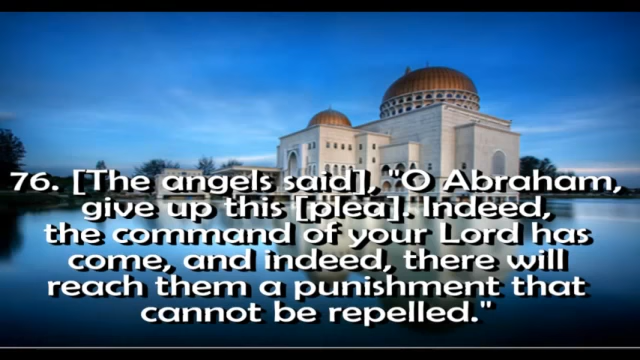 76. [The angels said], "O Abraham,
give up this [plea]. Indeed,
the command of your Lord has
come, and indeed, there will
reach them a punishment that
cannot be repelled."